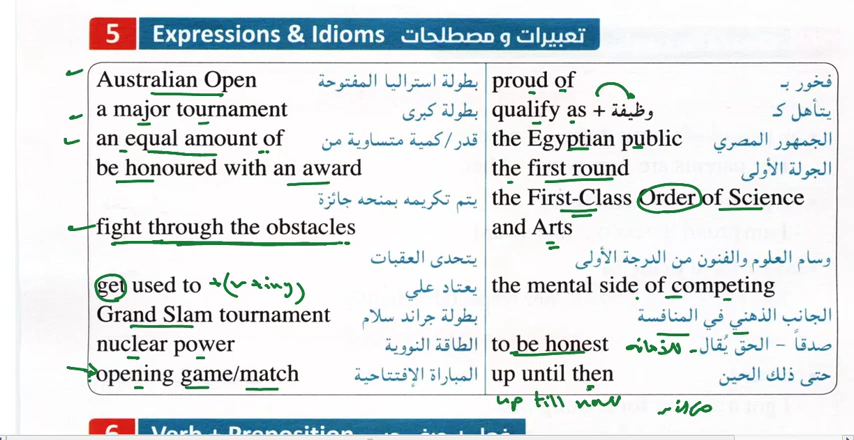 5 Expressions & Idioms تعبيرات و مصطلحات
Australian Open بطولة استراليا المفتوحة
a major tournament بطولة كبرى
an equal amount of قدر/كمية متساوية من
be honoured with an award
يتم تكريمه بمنحه جائزة
fight through the obstacles
يتحدى العقبات
get used to +(v+ing) يعتاد علي
Grand Slam tournament بطولة جراند سلام
nuclear power الطاقة النووية
opening game/match المباراة الإفتتاحية
proud of فخور بـ
qualify as + وظيفة يتأهل كـ
the Egyptian public الجمهور المصري
the first round الجولة الأولى
the First-Class Order of Science
and Arts
وسام العلوم والفنون من الدرجة الأولى
the mental side of competing
الجانب الذهني في المنافسة
to be honest صدقاً – الحق يُقال
up until then حتى ذلك الحين
up till now
6 Verb + Preposition